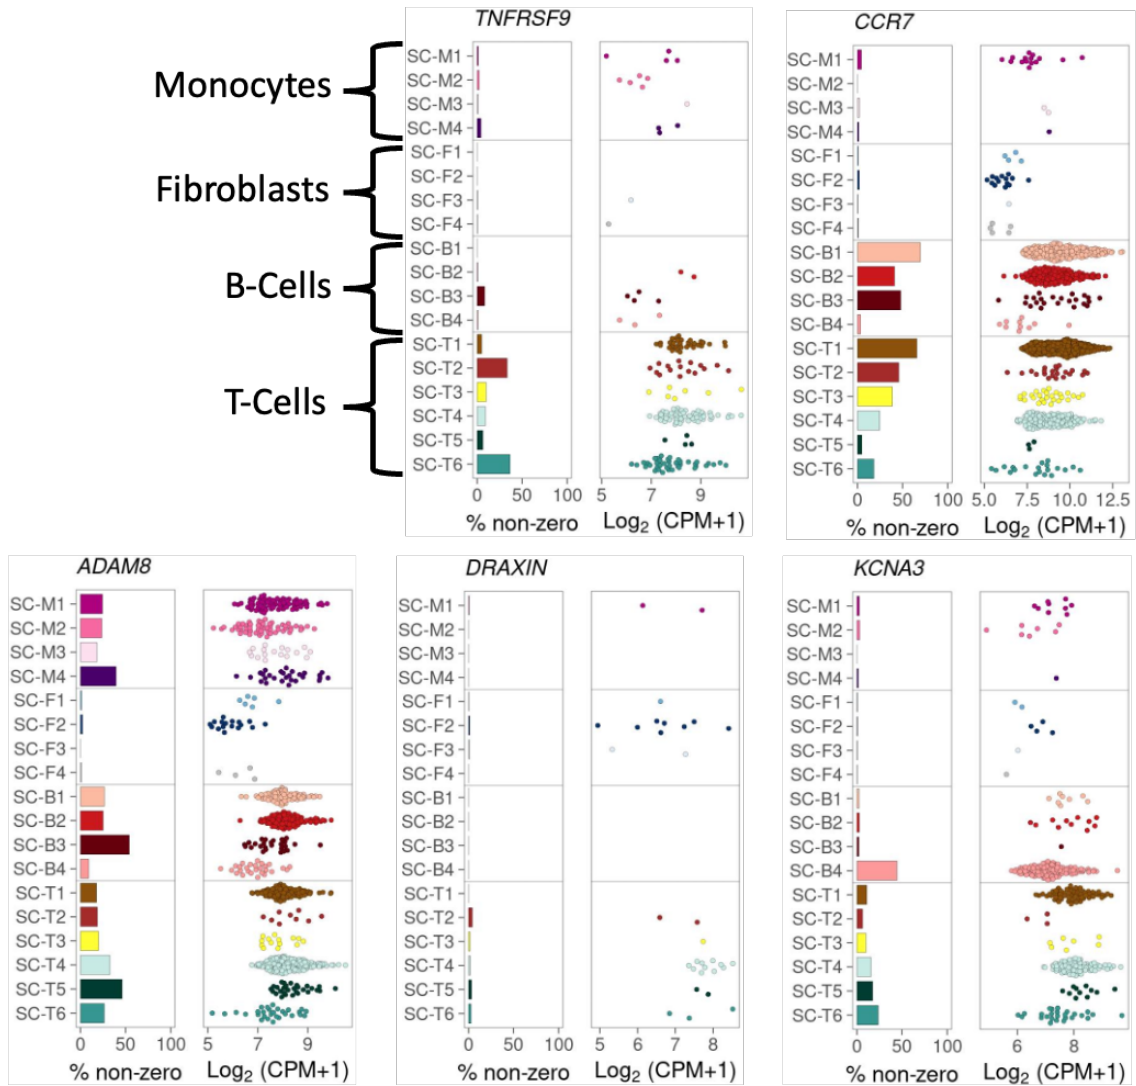 TNFRSF9
CCR7
Monocytes
Fibroblasts
B-Cells
T-Cells
SC-M1
SC-M2
SC-M3
SC-M4
SC-F1
SC-F2
SC-F3
SC-F4
SC-B1
SC-B2
SC-B3
SC-B4
SC-T1
SC-T2
SC-T3
SC-T4
SC-T5
SC-T6
0 50 100
5 7 9
% non-zero
Log₂ (CPM+1)
SC-M1
SC-M2
SC-M3
SC-M4
SC-F1
SC-F2
SC-F3
SC-F4
SC-B1
SC-B2
SC-B3
SC-B4
SC-T1
SC-T2
SC-T3
SC-T4
SC-T5
SC-T6
0 50 100
5.0 7.5 10.0 12.5
% non-zero
Log₂ (CPM+1)
ADAM8
SC-M1
SC-M2
SC-M3
SC-M4
SC-F1
SC-F2
SC-F3
SC-F4
SC-B1
SC-B2
SC-B3
SC-B4
SC-T1
SC-T2
SC-T3
SC-T4
SC-T5
SC-T6
0 50 100
5 7 9
% non-zero
Log₂ (CPM+1)
DRAXIN
SC-M1
SC-M2
SC-M3
SC-M4
SC-F1
SC-F2
SC-F3
SC-F4
SC-B1
SC-B2
SC-B3
SC-B4
SC-T1
SC-T2
SC-T3
SC-T4
SC-T5
SC-T6
0 50 100
5 6 7 8
% non-zero
Log₂ (CPM+1)
KCNA3
SC-M1
SC-M2
SC-M3
SC-M4
SC-F1
SC-F2
SC-F3
SC-F4
SC-B1
SC-B2
SC-B3
SC-B4
SC-T1
SC-T2
SC-T3
SC-T4
SC-T5
SC-T6
0 50 100
6 8
% non-zero
Log₂ (CPM+1)